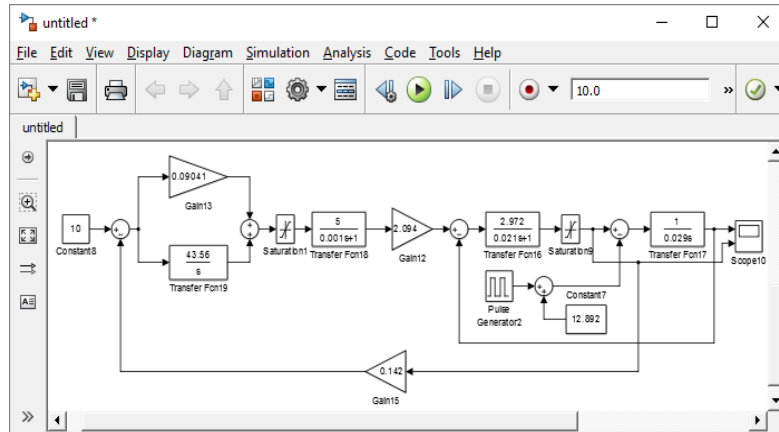 untitled *
File Edit View Display Diagram Simulation Analysis Code Tools Help
10.0
»
untitled
0.09041
Gain13
10
Constant8
43.56
s
Transfer Fcn19
Saturation1
5
0.001s+1
Transfer Fcn18
2.094
Gain12
2.972
0.021s+1
Transfer Fcn16
Saturation9
1
0.029s
Transfer Fcn17
Scope10
Pulse
Generator2
Constant7
12.892
0.142
Gain15
»